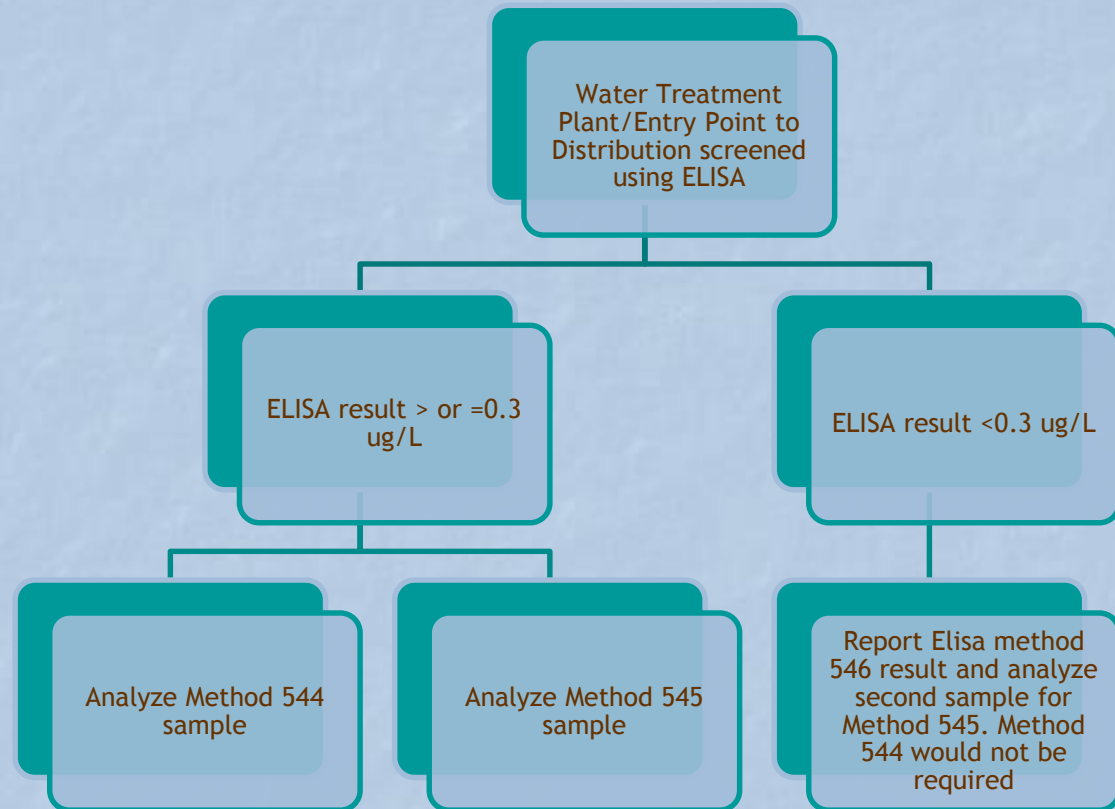 Water Treatment
Plant/Entry Point to
Distribution screened
using ELISA
ELISA result > or =0.3
ug/L
ELISA result <0.3 ug/L
Analyze Method 544
sample
Analyze Method 545
sample
Report Elisa method
546 result and analyze
second sample for
Method 545. Method
544 would not be
required